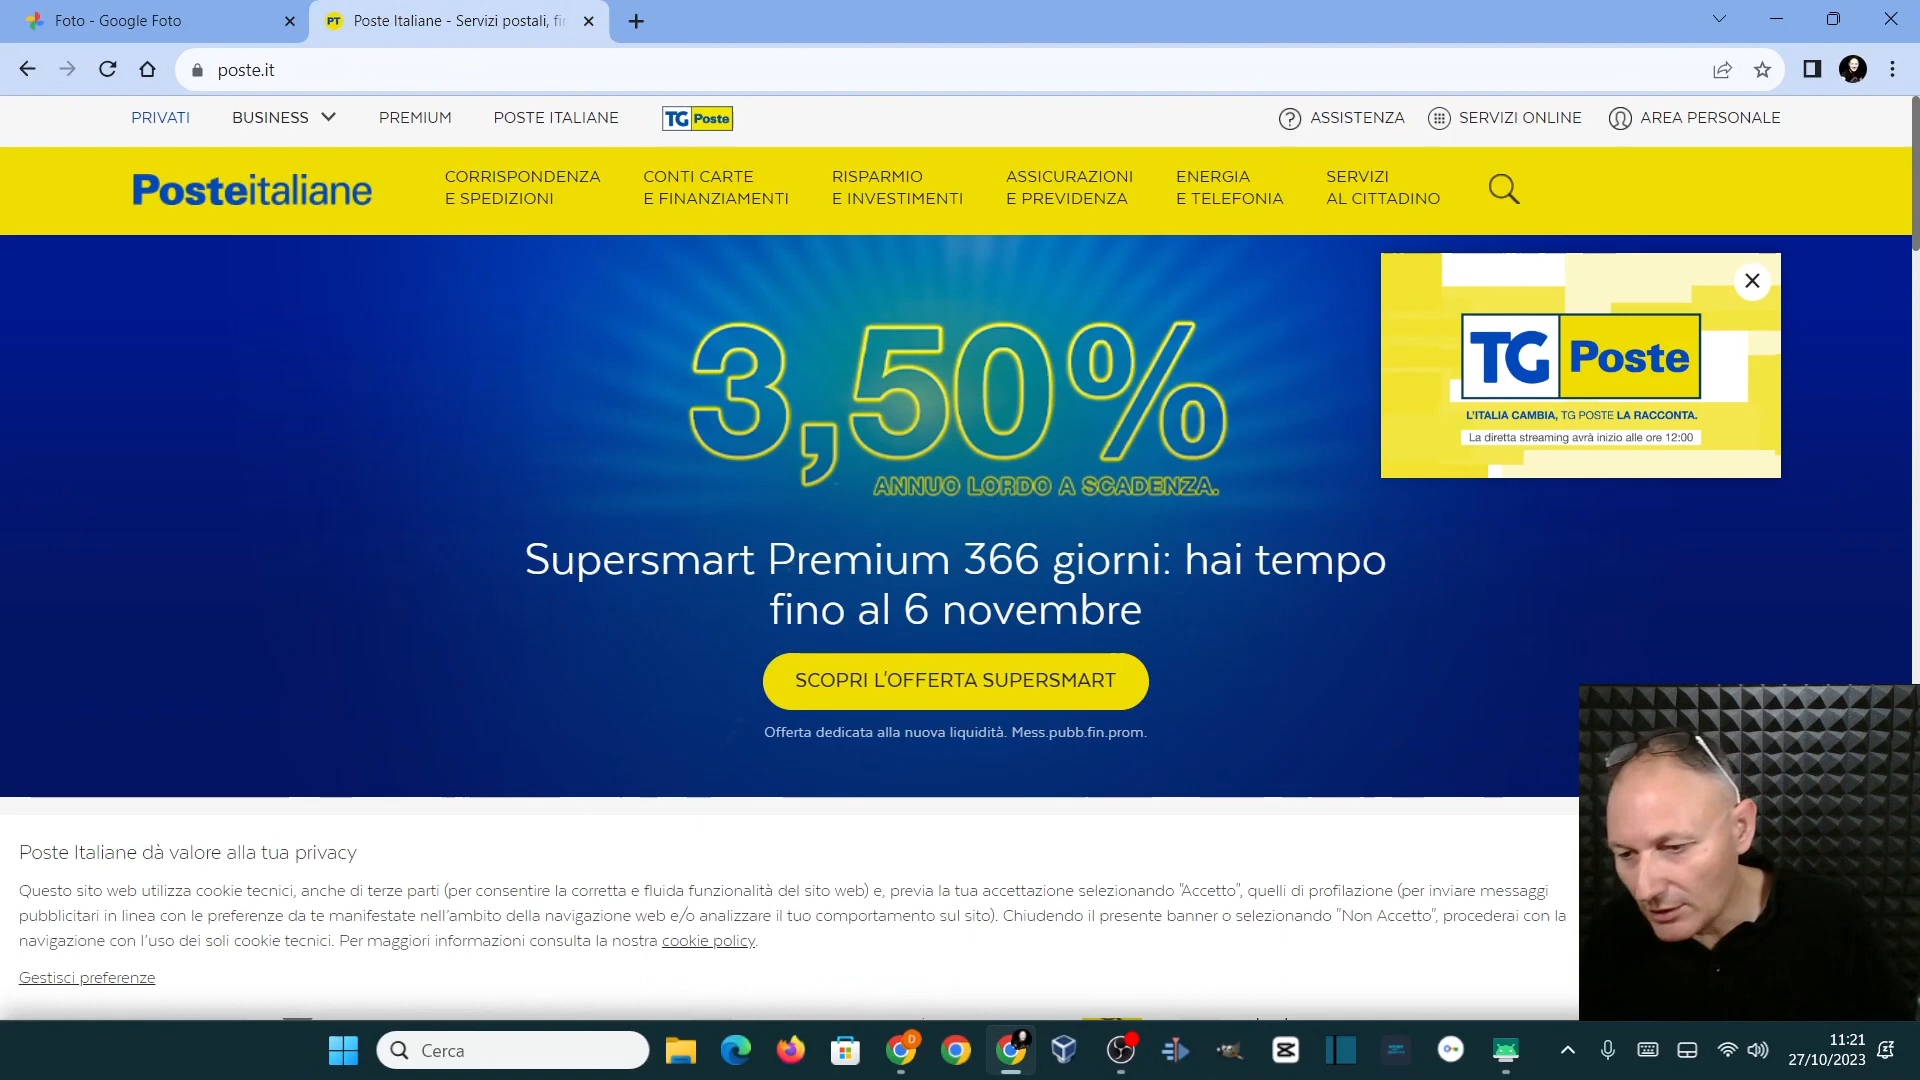 Foto - Google Foto
Poste Italiane - Servizi postali, fi
poste.it
PRIVATI
BUSINESS
PREMIUM
POSTE ITALIANE
TG Poste
ASSISTENZA
SERVIZI ONLINE
AREA PERSONALE
Posteitaliane
CORRISPONDENZA
E SPEDIZIONI
CONTI CARTE
E FINANZIAMENTI
RISPARMIO
E INVESTIMENTI
ASSICURAZIONI
E PREVIDENZA
ENERGIA
E TELEFONIA
SERVIZI
AL CITTADINO
3,50%
ANNUO LORDO A SCADENZA.
TG Poste
L'ITALIA CAMBIA, TG POSTE LA RACCONTA.
La diretta streaming avrà inizio alle ore 12:00
Supersmart Premium 366 giorni: hai tempo
fino al 6 novembre
SCOPRI L'OFFERTA SUPERSMART
Offerta dedicata alla nuova liquidità. Mess.pubb.fin.prom.
Poste Italiane dà valore alla tua privacy
Questo sito web utilizza cookie tecnici, anche di terze parti (per consentire la corretta e fluida funzionalità del sito web) e, previa la tua accettazione selezionando "Accetto", quelli di profilazione (per inviare messaggi
pubblicitari in linea con le preferenze da te manifestate nell'ambito della navigazione web e/o analizzare il tuo comportamento sul sito). Chiudendo il presente banner o selezionando "Non Accetto", procederai con la
navigazione con l'uso dei soli cookie tecnici. Per maggiori informazioni consulta la nostra cookie policy.
Gestisci preferenze
Cerca
11:21
27/10/2023